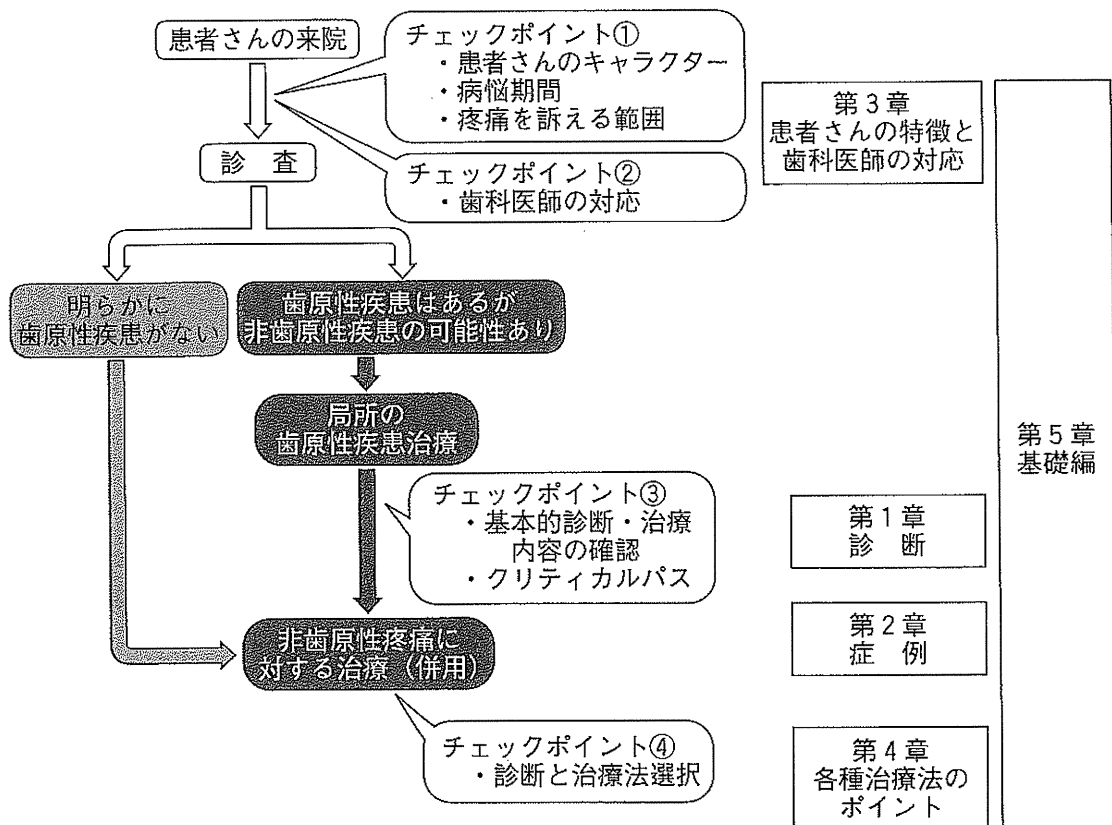 患者さんの来院
チェックポイント①
・患者さんのキャラクター
・病悩期間
・疼痛を訴える範囲
診　査
チェックポイント②
・歯科医師の対応
第3章
患者さんの特徴と
歯科医師の対応
明らかに
歯原性疾患がない
歯原性疾患はあるが
非歯原性疾患の可能性あり
局所の
歯原性疾患治療
第5章
基礎編
チェックポイント③
・基本的診断・治療
内容の確認
・クリティカルパス
第1章
診　断
非歯原性疼痛に
対する治療（併用）
第2章
症　例
チェックポイント④
・診断と治療法選択
第4章
各種治療法の
ポイント